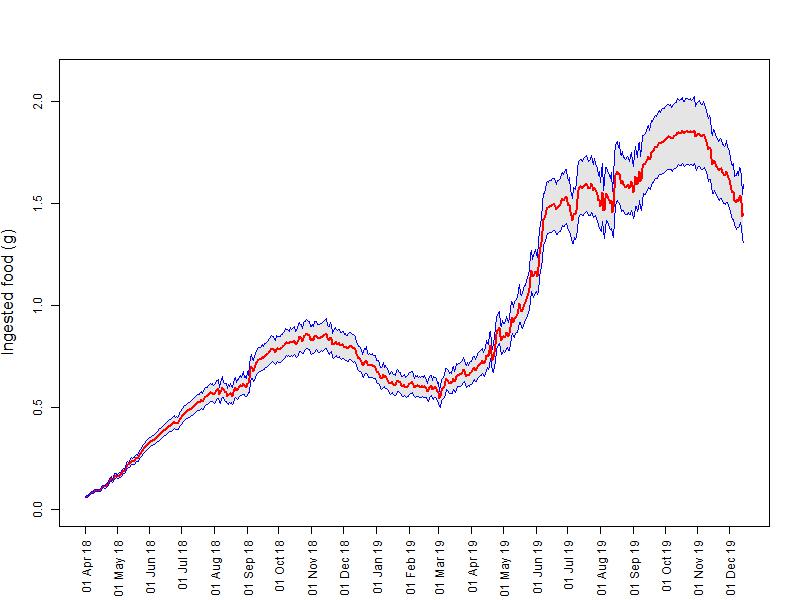 Ingested food (g)
2.0
1.5
1.0
0.5
0.0
01 Apr 18
01 May 18
01 Jun 18
01 Jul 18
01 Aug 18
01 Sep 18
01 Oct 18
01 Nov 18
01 Dec 18
01 Jan 19
01 Feb 19
01 Mar 19
01 Apr 19
01 May 19
01 Jun 19
01 Jul 19
01 Aug 19
01 Sep 19
01 Oct 19
01 Nov 19
01 Dec 19